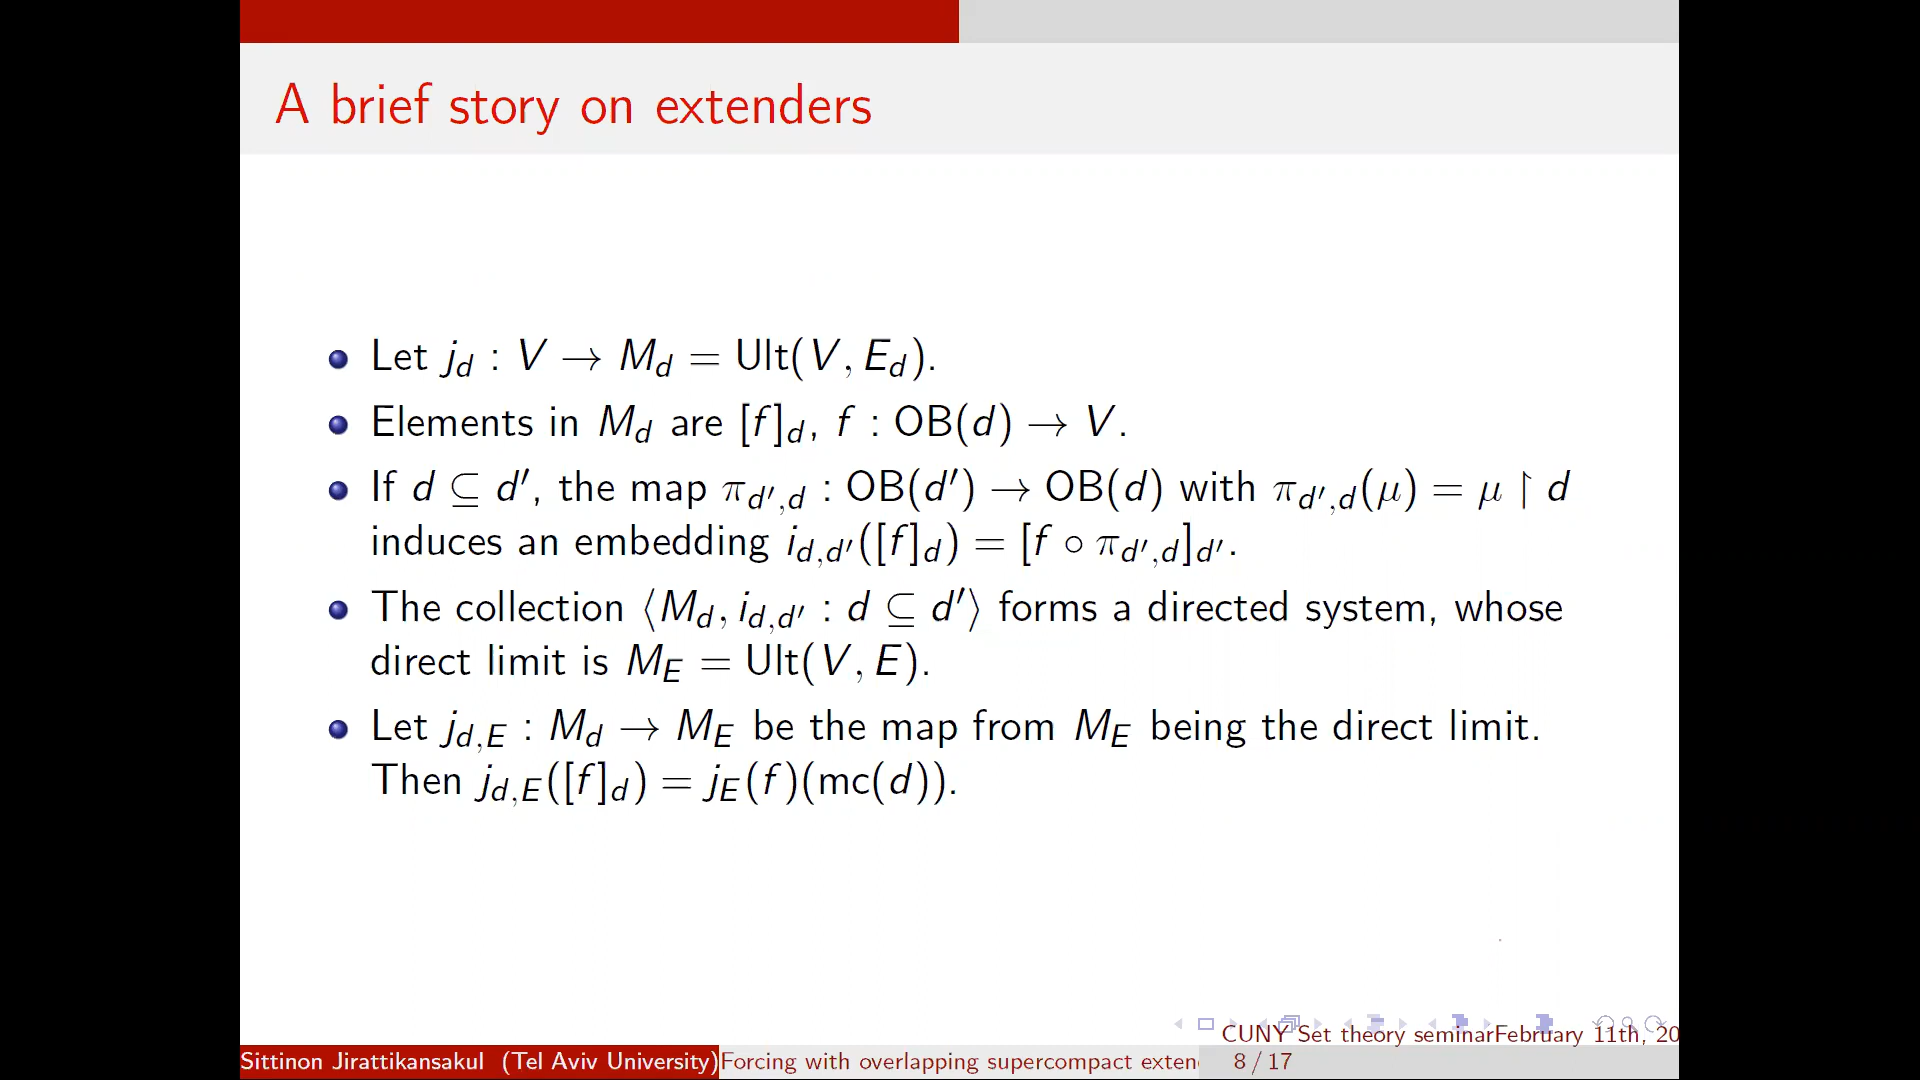 A brief story on extenders
Let j_d : V → M_d = Ult(V, E_d).
Elements in M_d are [f]_d, f : OB(d) → V.
If d ⊆ d′, the map π_{d′,d} : OB(d′) → OB(d) with π_{d′,d}(μ) = μ ↾ d
induces an embedding i_{d,d′}([f]_d) = [f ∘ π_{d′,d}]_{d′}.
The collection ⟨M_d, i_{d,d′} : d ⊆ d′⟩ forms a directed system, whose
direct limit is M_E = Ult(V, E).
Let j_{d,E} : M_d → M_E be the map from M_E being the direct limit.
Then j_{d,E}([f]_d) = j_E(f)(mc(d)).
CUNY Set theory seminarFebruary 11th, 20
Sittinon Jirattikansakul (Tel Aviv University) Forcing with overlapping supercompact exten 8 / 17